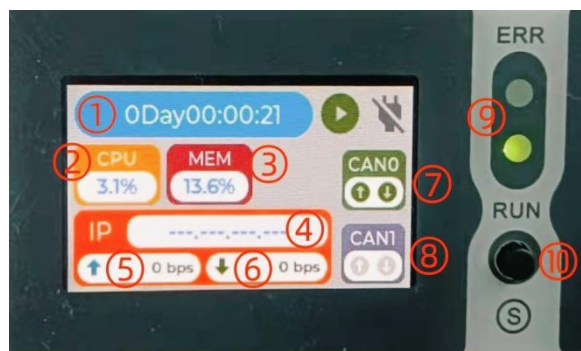 ERR
① 0Day00:00:21
② CPU MEM ③
3.1% 13.6%
CAN0
⑦
⑨
IP ---.---.---.--- ④
⑤ 0 bps ⑥ 0 bps
CAN1
⑧
RUN
⑩
S